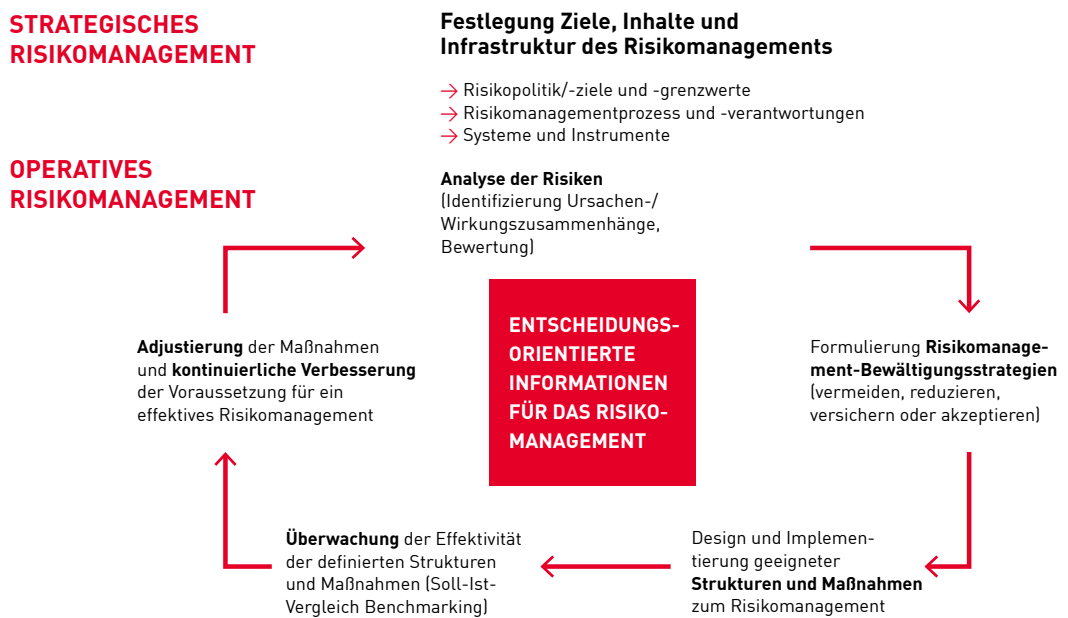 STRATEGISCHES
RISIKOMANAGEMENT
Festlegung Ziele, Inhalte und
Infrastruktur des Risikomanagements
→ Risikopolitik/-ziele und -grenzwerte
→ Risikomanagementprozess und -verantwortungen
→ Systeme und Instrumente
OPERATIVES
RISIKOMANAGEMENT
Analyse der Risiken
(Identifizierung Ursachen-/
Wirkungszusammenhänge,
Bewertung)
ENTSCHEIDUNGS-
ORIENTIERTE
INFORMATIONEN
FÜR DAS RISIKO-
MANAGEMENT
Formulierung Risikomanage-
ment-Bewältigungsstrategien
(vermeiden, reduzieren,
versichern oder akzeptieren)
Design und Implemen-
tierung geeigneter
Strukturen und Maßnahmen
zum Risikomanagement
Überwachung der Effektivität
der definierten Strukturen
und Maßnahmen (Soll-Ist-
Vergleich Benchmarking)
Adjustierung der Maßnahmen
und kontinuierliche Verbesserung
der Voraussetzung für ein
effektives Risikomanagement